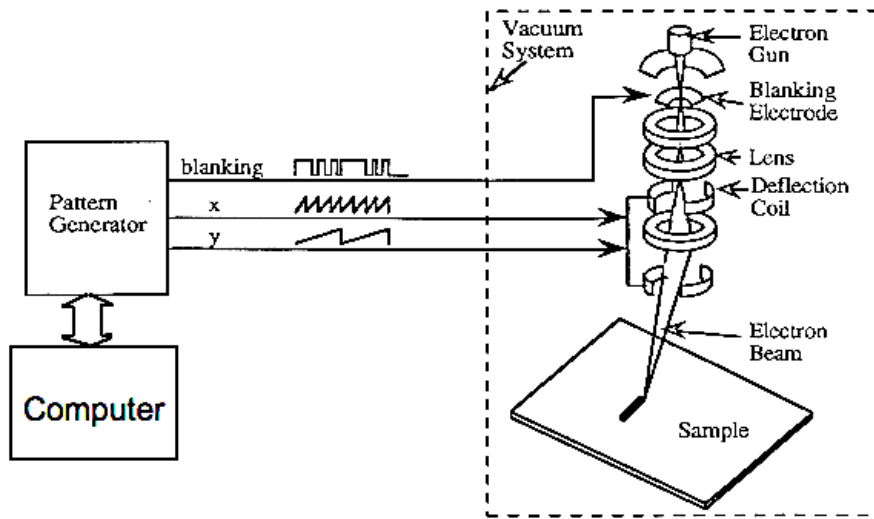 Vacuum
System
Electron
Gun
Blanking
Electrode
Lens
Deflection
Coil
blanking
x
y
Pattern
Generator
Electron
Beam
Computer
Sample